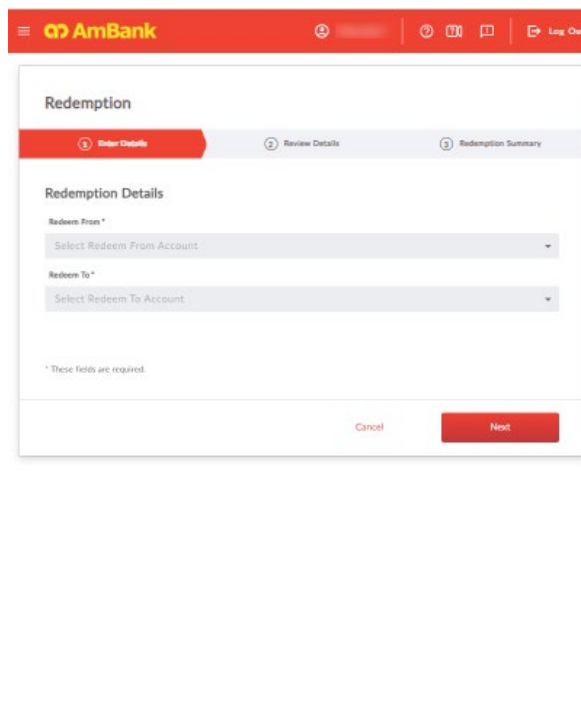 AmBank
Log Ou
Redemption
1 Enter Details
2 Review Details
3 Redemption Summary
Redemption Details
Redeem From *
Select Redeem From Account
Redeem To *
Select Redeem To Account
* These fields are required.
Cancel
Next